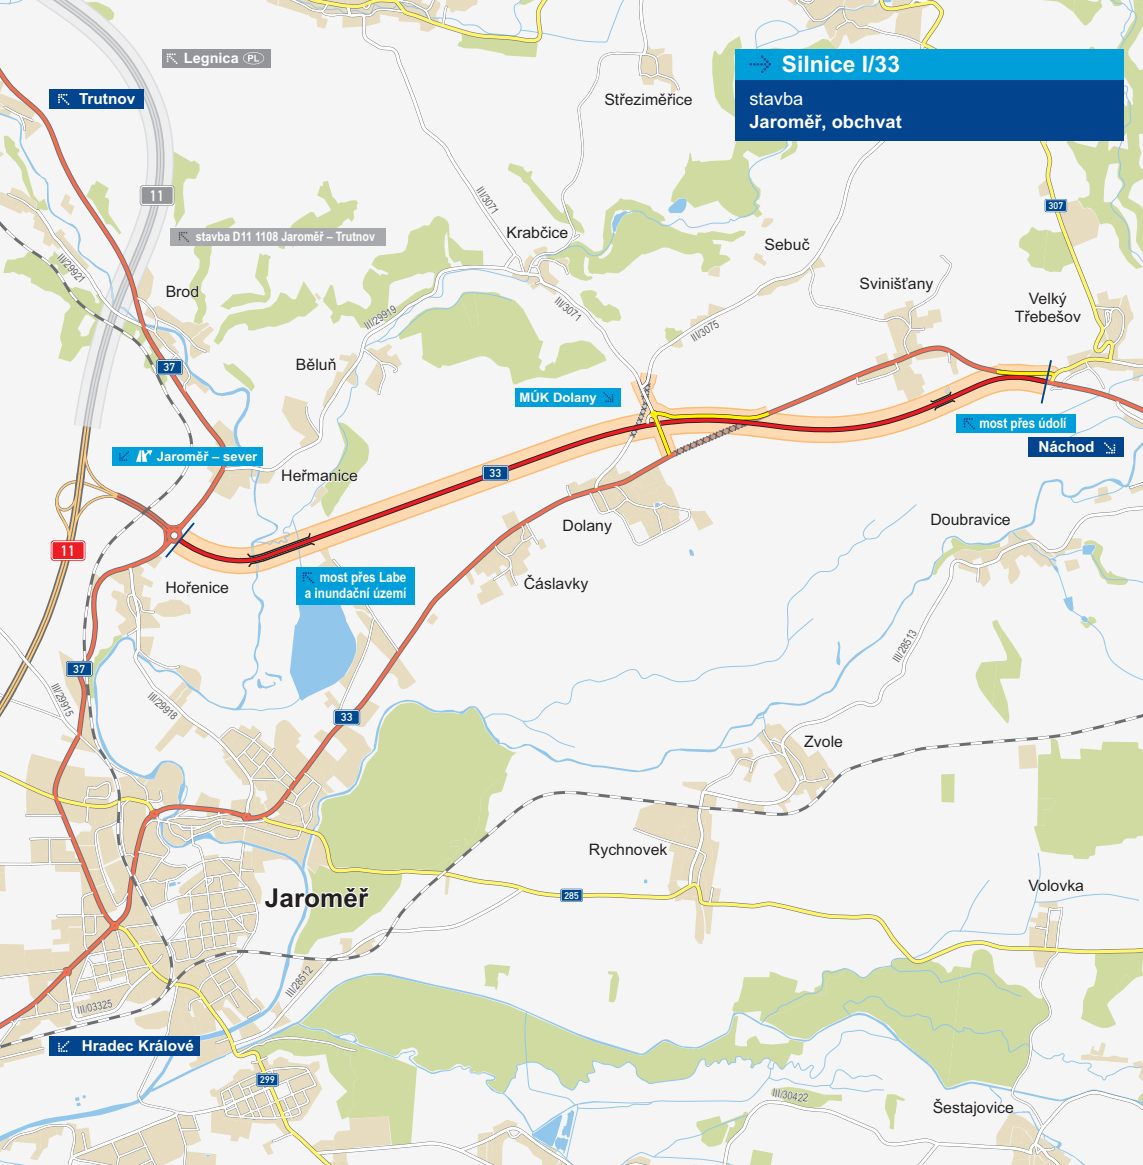 Legnica PL
Silnice I/33
Trutnov
Střeziměřice
stavba
Jaroměř, obchvat
11
III/3071
307
stavba D11 1108 Jaroměř – Trutnov
Krabčice
Sebuč
III/29921
Brod
Svinišťany
Velký
Třebešov
III/29919
III/3071
III/3075
37
Běluň
MÚK Dolany
most přes údolí
Náchod
Jaroměř – sever
Heřmanice
33
Dolany
Doubravice
11
Hořenice
most přes Labe
a inundační území
Čáslavky
III/28513
37
III/29915
III/29918
33
Zvole
Rychnovek
Jaroměř
285
Volovka
III/28512
III/03325
Hradec Králové
299
III/30422
Šestajovice